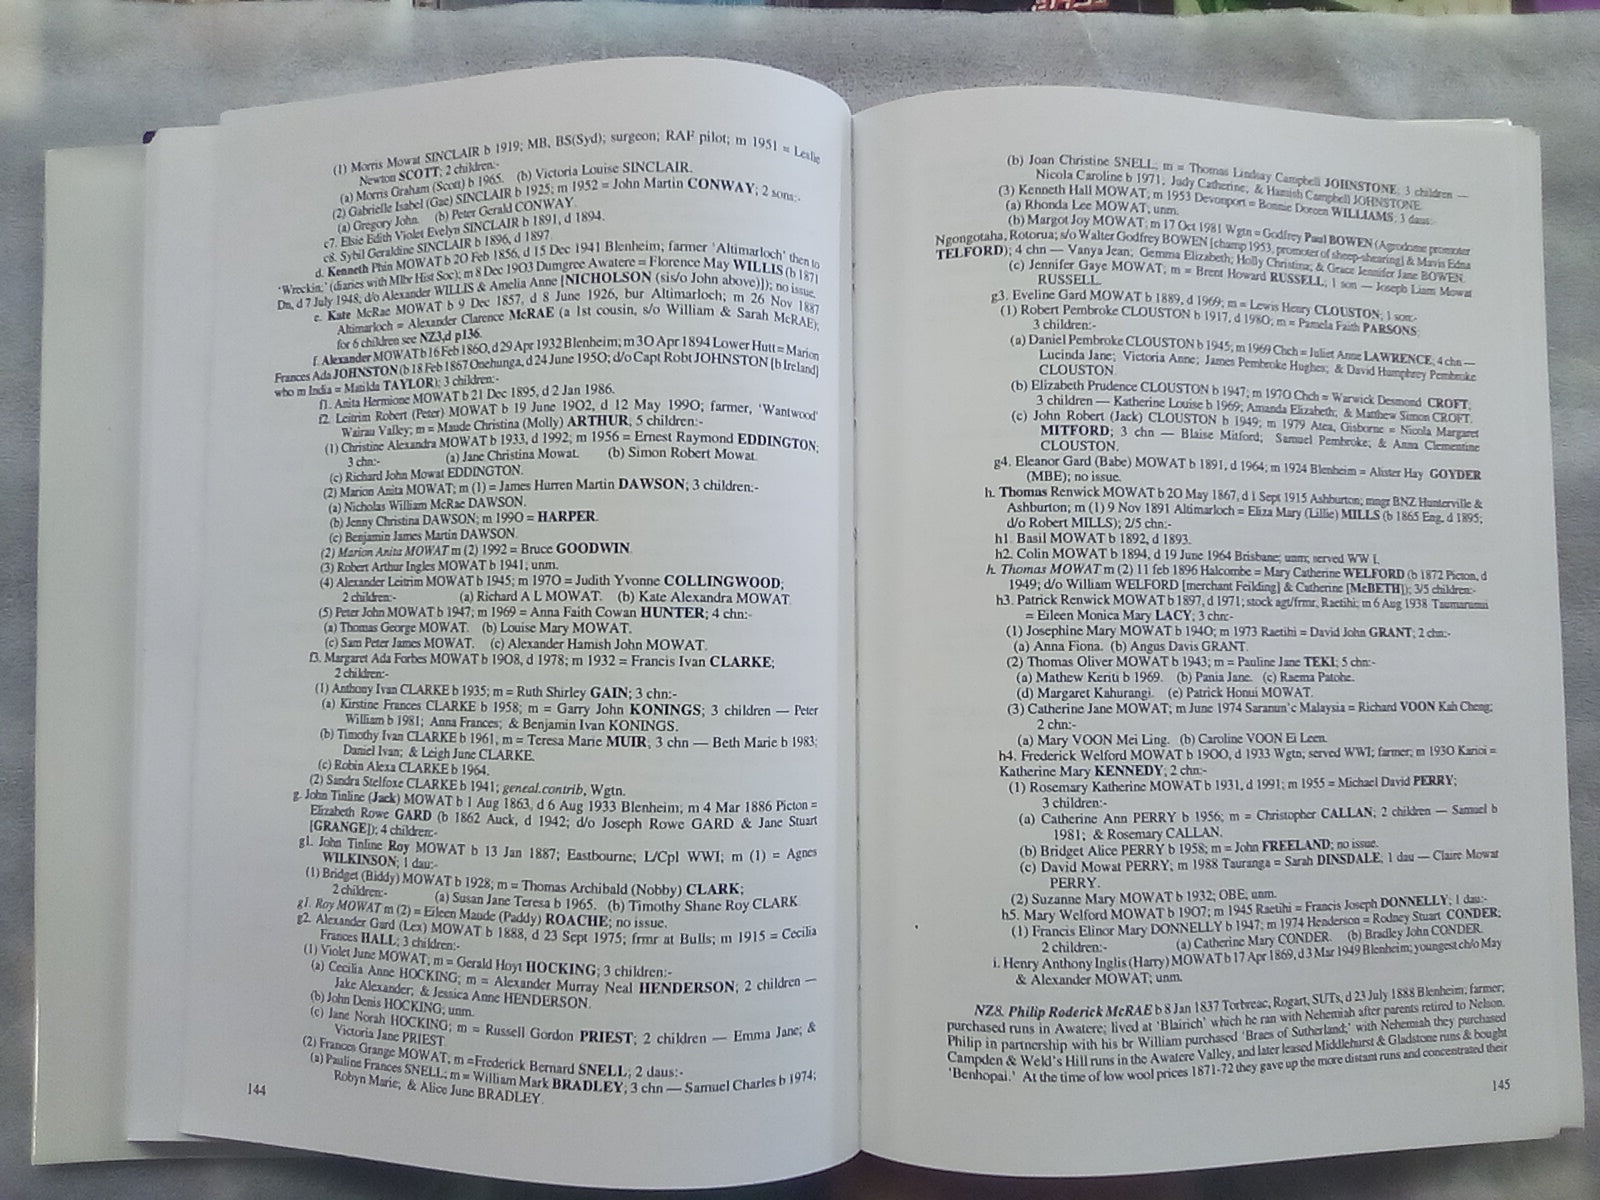 (1) Morris Mowat SINCLAIR b 1919; MB, BS(Syd); surgeon; RAF pilot; m 1951 = Leslie
Newton SCOTT; 2 children:-
(a) Morris Graham (Scott) b 1965. (b) Victoria Louise SINCLAIR.
(2) Gabrielle Isabel (Gae) SINCLAIR b 1925; m 1952 = John Martin CONWAY; 2 sons:-
(a) Gregory John. (b) Peter Gerald CONWAY.
c7. Elsie Edith Violet Evelyn SINCLAIR b 1891, d 1894.
c8. Sybil Geraldine SINCLAIR b 1896, d 1897.
d. Kenneth Phin MOWAT b 20 Feb 1856, d 15 Dec 1941 Blenheim; farmer 'Altimarloch' then to
'Wreckin;' (diaries with Mlbr Hist Soc); m 8 Dec 1903 Dumgree Awatere = Florence May WILLIS (b 1871
Dn, d 7 July 1948, d/o Alexander WILLIS & Amelia Anne [NICHOLSON (sis/o John above)]); no issue.
e. Kate McRae MOWAT b 9 Dec 1857, d 8 June 1926, bur Altimarloch; m 26 Nov 1887
Altimarloch = Alexander Clarence McRAE (a 1st cousin, s/o William & Sarah McRAE);
for 6 children see NZ3,d p136.
f. Alexander MOWAT b 16 Feb 1860, d 29 Apr 1932 Blenheim; m 30 Apr 1894 Lower Hutt = Marion
Frances Ada JOHNSTON (b 18 Feb 1867 Onehunga, d 24 June 1950; d/o Capt Robt JOHNSTON [b Ireland]
who m India = Matilda TAYLOR); 3 children:-
f1. Anita Hermione MOWAT b 21 Dec 1895, d 2 Jan 1986.
f2. Leitrim Robert (Peter) MOWAT b 19 June 1902, d 12 May 1990; farmer, 'Wantwood'
Wairau Valley; m = Maude Christina (Molly) ARTHUR; 5 children:-
(1) Christine Alexandra MOWAT b 1933, d 1992; m 1956 = Ernest Raymond EDDINGTON;
3 chn:- (a) Jane Christina Mowat. (b) Simon Robert Mowat.
(c) Richard John Mowat EDDINGTON.
(2) Marion Anita MOWAT; m (1) = James Hurren Martin DAWSON; 3 children:-
(a) Nicholas William McRae DAWSON.
(b) Jenny Christina DAWSON; m 1990 = HARPER.
(c) Benjamin James Martin DAWSON.
(2) Marion Anita MOWAT m (2) 1992 = Bruce GOODWIN.
(3) Robert Arthur Ingles MOWAT b 1941; unm.
(4) Alexander Leitrim MOWAT b 1945; m 1970 = Judith Yvonne COLLINGWOOD;
2 children:- (a) Richard A L MOWAT. (b) Kate Alexandra MOWAT.
(5) Peter John MOWAT b 1947; m 1969 = Anna Faith Cowan HUNTER; 4 chn:-
(a) Thomas George MOWAT. (b) Louise Mary MOWAT.
(c) Sam Peter James MOWAT. (c) Alexander Hamish John MOWAT.
f3. Margaret Ada Forbes MOWAT b 1908, d 1978; m 1932 = Francis Ivan CLARKE;
2 children:-
(1) Anthony Ivan CLARKE b 1935; m = Ruth Shirley GAIN; 3 chn:-
(a) Kirstine Frances CLARKE b 1958; m = Garry John KONINGS; 3 children — Peter
William b 1981; Anna Frances; & Benjamin Ivan KONINGS.
(b) Timothy Ivan CLARKE b 1961, m = Teresa Marie MUIR; 3 chn — Beth Marie b 1983;
Daniel Ivan; & Leigh June CLARKE.
(c) Robin Alexa CLARKE b 1964.
(2) Sandra Stelfoxe CLARKE b 1941; geneal.contrib, Wgtn.
g. John Tinline (Jack) MOWAT b 1 Aug 1863, d 6 Aug 1933 Blenheim; m 4 Mar 1886 Picton =
Elizabeth Rowe GARD (b 1862 Auck, d 1942; d/o Joseph Rowe GARD & Jane Stuart
[GRANGE]); 4 children:-
g1. John Tinline Roy MOWAT b 13 Jan 1887; Eastbourne; L/Cpl WWI; m (1) = Agnes
WILKINSON; 1 dau:-
(1) Bridget (Biddy) MOWAT b 1928; m = Thomas Archibald (Nobby) CLARK;
2 children:- (a) Susan Jane Teresa b 1965. (b) Timothy Shane Roy CLARK.
g1. Roy MOWAT m (2) = Eileen Maude (Paddy) ROACHE; no issue.
g2. Alexander Gard (Lex) MOWAT b 1888, d 23 Sept 1975; frmr at Bulls; m 1915 = Cecilia
Frances HALL; 3 children:-
(1) Violet June MOWAT; m = Gerald Hoyt HOCKING; 3 children:-
(a) Cecilia Anne HOCKING; m = Alexander Murray Neal HENDERSON; 2 children —
Jake Alexander; & Jessica Anne HENDERSON.
(b) John Denis HOCKING; unm.
(c) Jane Norah HOCKING; m = Russell Gordon PRIEST; 2 children — Emma Jane; &
Victoria Jane PRIEST.
(2) Frances Grange MOWAT, m =Frederick Bernard SNELL; 2 daus:-
(a) Pauline Frances SNELL; m = William Mark BRADLEY; 3 chn — Samuel Charles b 1974;
Robyn Marie; & Alice June BRADLEY.
144
(b) Joan Christine SNELL; m = Thomas Lindsay Campbell JOHNSTONE; 3 children —
Nicola Caroline b 1971; Judy Catherine; & Hamish Campbell JOHNSTONE.
(3) Kenneth Hall MOWAT, m 1953 Devonport = Bonnie Doreen WILLIAMS; 3 daus:-
(a) Rhonda Lee MOWAT; unm.
(b) Margot Joy MOWAT; m 17 Oct 1981 Wgtn = Godfrey Paul BOWEN (Agrodome promoter
Ngongotaha, Rotorua; s/o Walter Godfrey BOWEN [champ 1953, promoter of sheep-shearing] & Mavis Edna
TELFORD); 4 chn — Vanya Jean; Gemma Elizabeth; Holly Christina; & Grace Jennifer Jane BOWEN.
(c) Jennifer Gaye MOWAT; m = Brent Howard RUSSELL; 1 son — Joseph Liam Mowat
RUSSELL.
g3. Eveline Gard MOWAT b 1889, d 1969; m = Lewis Henry CLOUSTON; 1 son:-
(1) Robert Pembroke CLOUSTON b 1917, d 1980; m = Pamela Faith PARSONS;
3 children:-
(a) Daniel Pembroke CLOUSTON b 1945; m 1969 Chch = Juliet Anne LAWRENCE; 4 chn —
Lucinda Jane; Victoria Anne; James Pembroke Hughes; & David Humphrey Pembroke
CLOUSTON.
(b) Elizabeth Prudence CLOUSTON b 1947; m 1970 Chch = Warwick Desmond CROFT;
3 children — Katherine Louise b 1969; Amanda Elizabeth; & Matthew Simon CROFT.
(c) John Robert (Jack) CLOUSTON b 1949; m 1979 Atea, Gisborne = Nicola Margaret
MITFORD; 3 chn — Blaise Mitford; Samuel Pembroke; & Anna Clementine
CLOUSTON.
g4. Eleanor Gard (Babe) MOWAT b 1891, d 1964; m 1924 Blenheim = Alister Hay GOYDER
(MBE); no issue.
h. Thomas Renwick MOWAT b 20 May 1867, d 1 Sept 1915 Ashburton; mngr BNZ Hunterville &
Ashburton; m (1) 9 Nov 1891 Altimarloch = Eliza Mary (Lillie) MILLS (b 1865 Eng, d 1895;
d/o Robert MILLS); 2/5 chn:-
h1. Basil MOWAT b 1892, d 1893.
h2. Colin MOWAT b 1894, d 19 June 1964 Brisbane; unm; served WW I.
h. Thomas MOWAT m (2) 11 feb 1896 Halcombe = Mary Catherine WELFORD (b 1872 Picton, d
1949; d/o William WELFORD [merchant Feilding] & Catherine [McBETH]); 3/5 children:-
h3. Patrick Renwick MOWAT b 1897, d 1971; stock agt/frmr, Raetihi; m 6 Aug 1938 Taumarunui
= Eileen Monica Mary LACY; 3 chn:-
(1) Josephine Mary MOWAT b 1940; m 1973 Raetihi = David John GRANT; 2 chn:-
(a) Anna Fiona. (b) Angus Davis GRANT.
(2) Thomas Oliver MOWAT b 1943; m = Pauline Jane TEKI; 5 chn:-
(a) Mathew Keriti b 1969. (b) Pania Jane. (c) Raema Patohe.
(d) Margaret Kahurangi. (e) Patrick Honui MOWAT.
(3) Catherine Jane MOWAT; m June 1974 Saranun'c Malaysia = Richard VOON Kah Cheng;
2 chn:-
(a) Mary VOON Mei Ling. (b) Caroline VOON Ei Leen.
h4. Frederick Welford MOWAT b 1900, d 1933 Wgtn; served WWI; farmer; m 1930 Karioi =
Katherine Mary KENNEDY; 2 chn:-
(1) Rosemary Katherine MOWAT b 1931, d 1991; m 1955 = Michael David PERRY;
3 children:-
(a) Catherine Ann PERRY b 1956; m = Christopher CALLAN; 2 children — Samuel b
1981; & Rosemary CALLAN.
(b) Bridget Alice PERRY b 1958; m = John FREELAND; no issue.
(c) David Mowat PERRY; m 1988 Tauranga = Sarah DINSDALE; 1 dau — Claire Mowat
PERRY.
(2) Suzanne Mary MOWAT b 1932; OBE; unm.
h5. Mary Welford MOWAT b 1907; m 1945 Raetihi = Francis Joseph DONNELLY; 1 dau:-
(1) Francis Elinor Mary DONNELLY b 1947; m 1974 Henderson = Rodney Stuart CONDER;
2 children:- (a) Catherine Mary CONDER. (b) Bradley John CONDER.
i. Henry Anthony Inglis (Harry) MOWAT b 17 Apr 1869, d 3 Mar 1949 Blenheim; youngest ch/o May
& Alexander MOWAT; unm.
NZ8. Philip Roderick McRAE b 8 Jan 1837 Torbreac, Rogart, SUTs, d 23 July 1888 Blenheim; farmer;
purchased runs in Awatere; lived at 'Blairich' which he ran with Nehemiah after parents retired to Nelson.
Philip in partnership with his br William purchased 'Braes of Sutherland;' with Nehemiah they purchased
Campden & Weld's Hill runs in the Awatere Valley, and later leased Middlehurst & Gladstone runs & bought
'Benhopai.' At the time of low wool prices 1871-72 they gave up the more distant runs and concentrated their
145